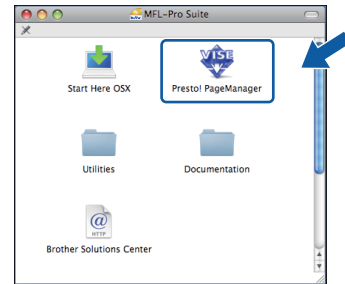 MFL-Pro Suite
VISE
Start Here OSX
Presto! PageManager
Utilities
Documentation
@
HTTP
Brother Solutions Center